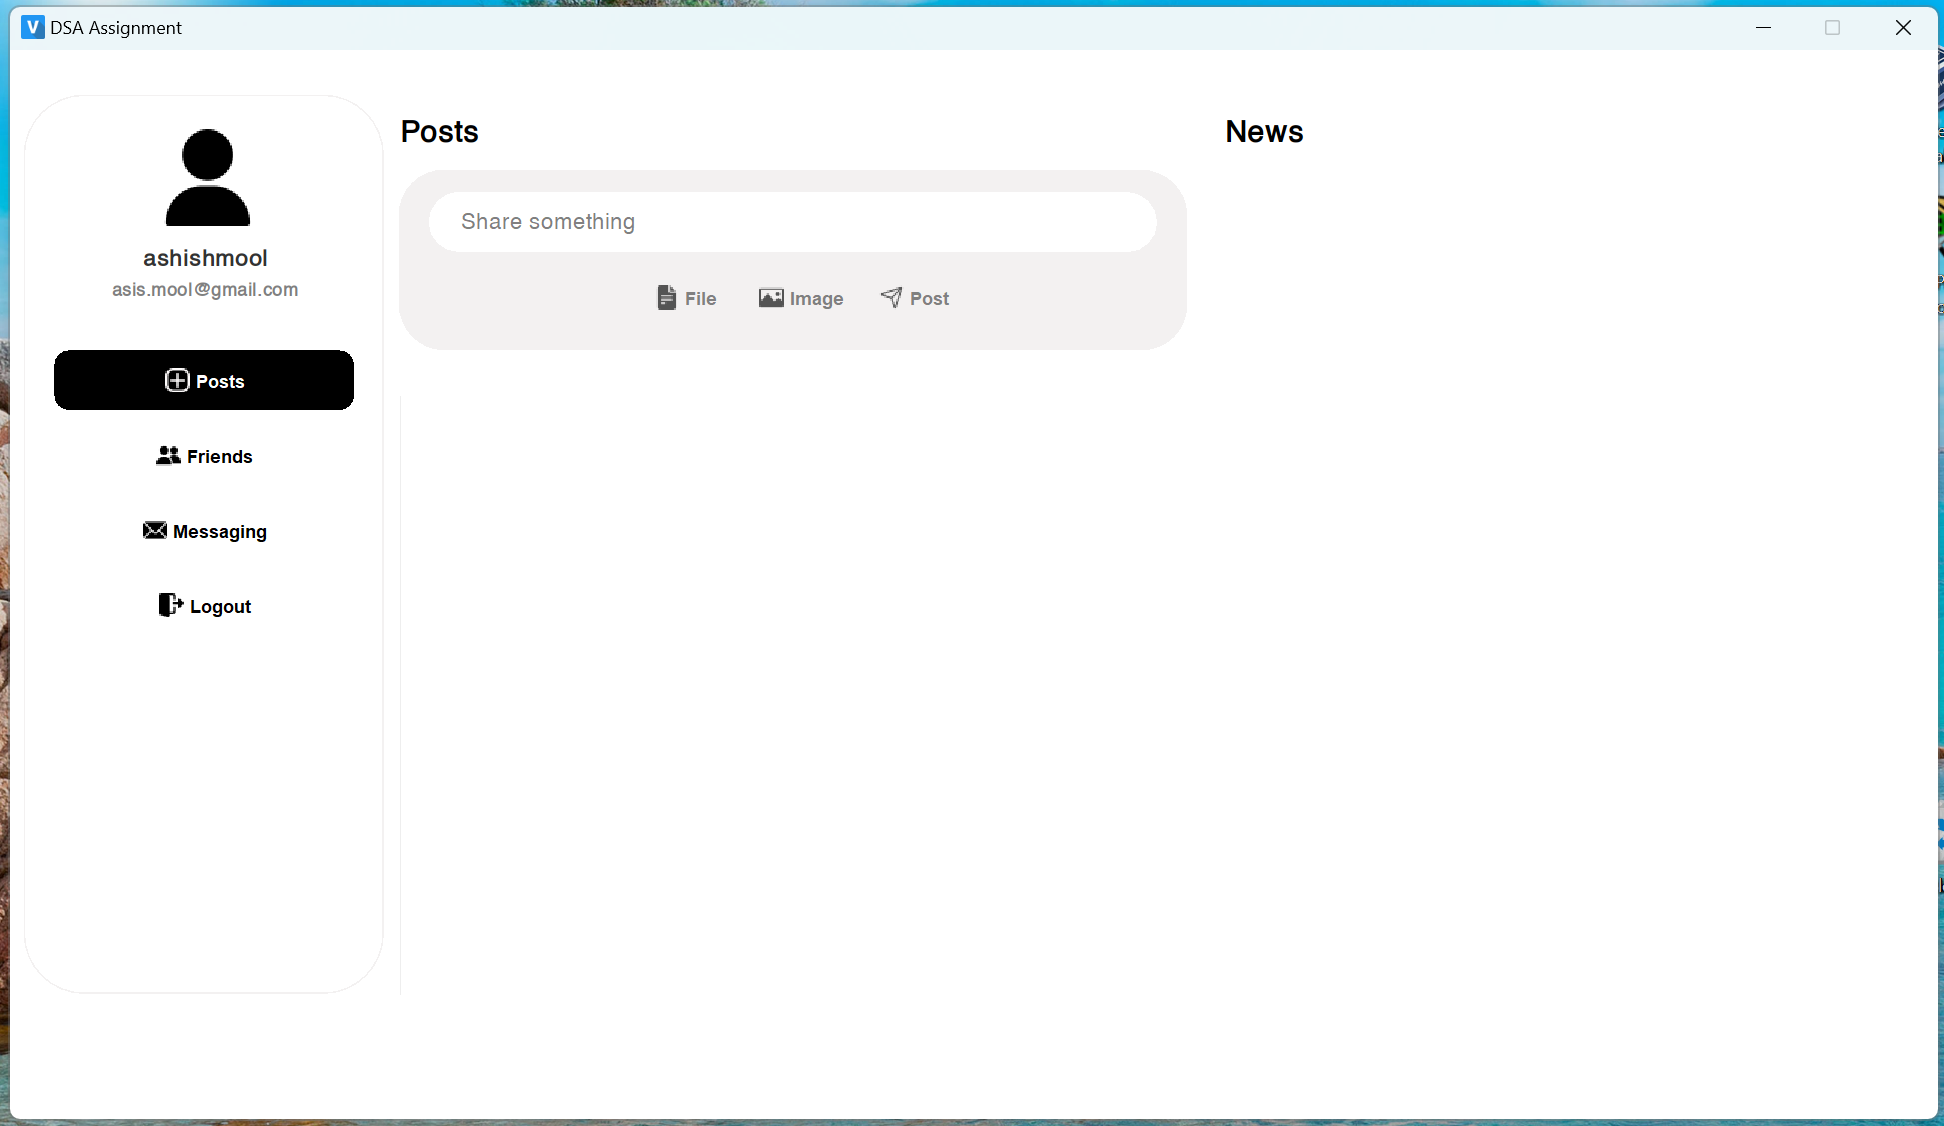 V DSA Assignment
ashishmool
asis.mool@gmail.com
Posts
Friends
Messaging
Logout
Posts
Share something
File Image Post
News